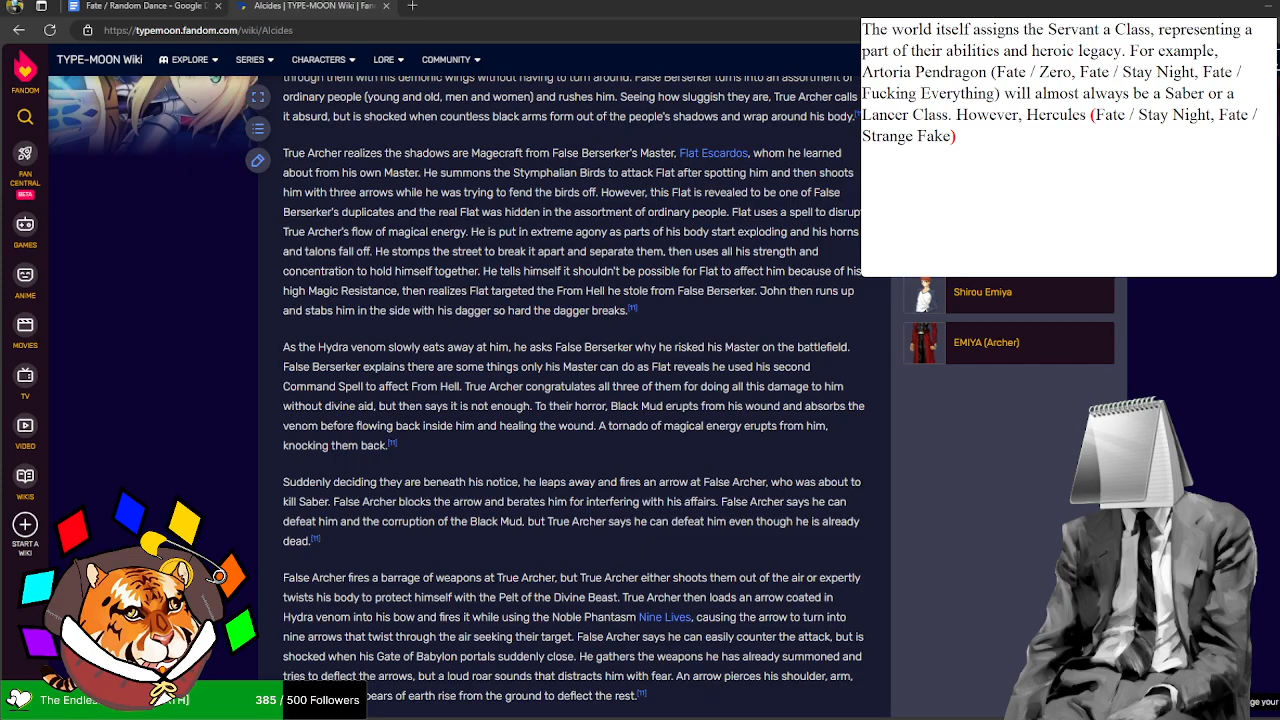 Fate / Random Dance - Google D
Alcides | TYPE-MOON Wiki | Fan
https://typemoon.fandom.com/wiki/Alcides
FANDOM
FAN
CENTRAL
BETA
GAMES
ANIME
MOVIES
TV
VIDEO
WIKIS
START A
WIKI
TYPE-MOON Wiki
EXPLORE
SERIES
CHARACTERS
LORE
COMMUNITY
through them with his demonic wings without having to turn around. False Berserker turns into an assortment of
ordinary people (young and old, men and women) and rushes him. Seeing how sluggish they are, True Archer calls
it absurd, but is shocked when countless black arms form out of the people's shadows and wrap around his body.
True Archer realizes the shadows are Magecraft from False Berserker's Master, Flat Escardos, whom he learned
about from his own Master. He summons the Stymphalian Birds to attack Flat after spotting him and then shoots
him with three arrows while he was trying to fend the birds off. However, this Flat is revealed to be one of False
Berserker's duplicates and the real Flat was hidden in the assortment of ordinary people. Flat uses a spell to disrupt
True Archer's flow of magical energy. He is put in extreme agony as parts of his body start exploding and his horns
and talons fall off. He stomps the street to break it apart and separate them, then uses all his strength and
concentration to hold himself together. He tells himself it shouldn't be possible for Flat to affect him because of his
high Magic Resistance, then realizes Flat targeted the From Hell he stole from False Berserker. John then runs up
and stabs him in the side with his dagger so hard the dagger breaks.[11]
As the Hydra venom slowly eats away at him, he asks False Berserker why he risked his Master on the battlefield.
False Berserker explains there are some things only his Master can do as Flat reveals he used his second
Command Spell to affect From Hell. True Archer congratulates all three of them for doing all this damage to him
without divine aid, but then says it is not enough. To their horror, Black Mud erupts from his wound and absorbs the
venom before flowing back inside him and healing the wound. A tornado of magical energy erupts from him,
knocking them back.[11]
Suddenly deciding they are beneath his notice, he leaps away and fires an arrow at False Archer, who was about to
kill Saber. False Archer blocks the arrow and berates him for interfering with his affairs. False Archer says he can
defeat him and the corruption of the Black Mud, but True Archer says he can defeat him even though he is already
dead.[11]
False Archer fires a barrage of weapons at True Archer, but True Archer either shoots them out of the air or expertly
twists his body to protect himself with the Pelt of the Divine Beast. True Archer then loads an arrow coated in
Hydra venom into his bow and fires it while using the Noble Phantasm Nine Lives, causing the arrow to turn into
nine arrows that twist through the air seeking their target. False Archer says he can easily counter the attack, but is
shocked when his Gate of Babylon portals suddenly close. He gathers the weapons he has already summoned and
tries to deflect the arrows, but a loud roar sounds that distracts him with fear. An arrow pierces his shoulder, arm,
pears of earth rise from the ground to deflect the rest.[11]
The world itself assigns the Servant a Class, representing a
part of their abilities and heroic legacy. For example,
Artoria Pendragon (Fate / Zero, Fate / Stay Night, Fate /
Fucking Everything) will almost always be a Saber or a
Lancer Class. However, Hercules (Fate / Stay Night, Fate /
Strange Fake)
Shirou Emiya
EMIYA (Archer)
The Endles
H]
385 / 500 Followers
ge your